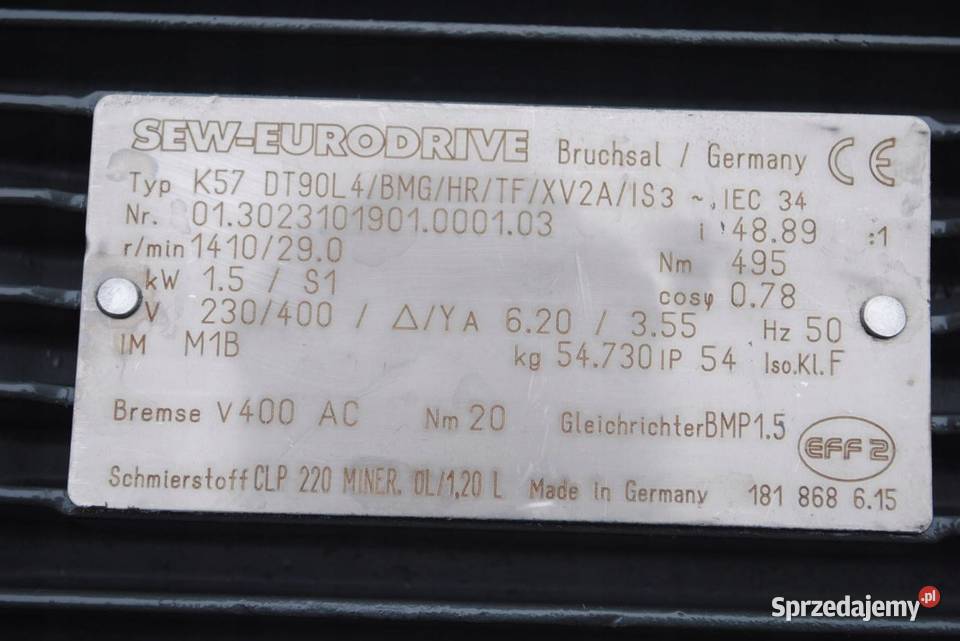 SEW-EURODRIVE Bruchsal / Germany CE
Typ K57 DT90L4/BMG/HR/TF/XV2A/IS3 ~, IEC 34
Nr. 01.3023101901.0001.03 i 48.89 :1
r/min 1410/29.0 Nm 495
kW 1.5 / S1 cosφ 0.78
V 230/400 / △/Y A 6.20 / 3.55 Hz 50
IM M1B kg 54.730 IP 54 Iso.Kl. F
Bremse V 400 AC Nm 20 Gleichrichter BMP1.5
EFF 2
Schmierstoff CLP 220 MINER. ÖL/1,20 L Made in Germany 181 868 6.15
Sprzedajemy.pl